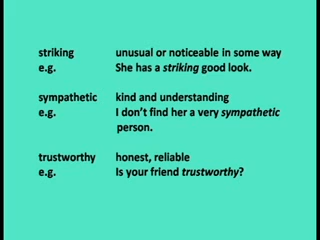 striking unusual or noticeable in some way
e.g. She has a striking good look.
sympathetic kind and understanding
e.g. I don't find her a very sympathetic
person.
trustworthy honest, reliable
e.g. Is your friend trustworthy?